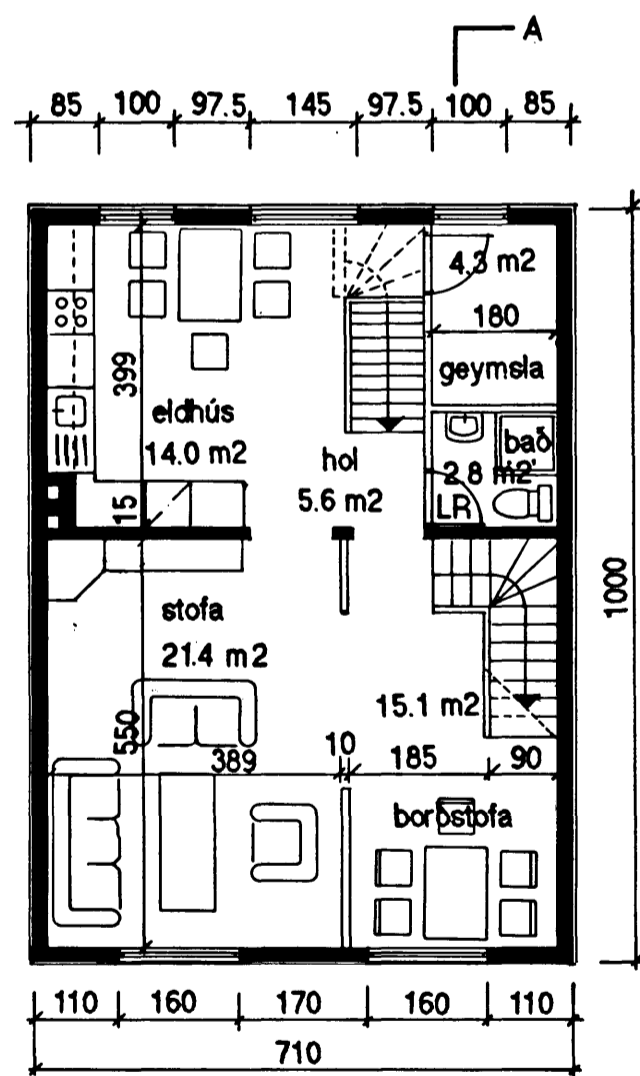 A
85 100 97.5 145 97.5 100 85
4.3 m2
180
399
geymsla
eldhús
14.0 m2
bað
hol
2.8 m2
5.6 m2
15
LR
1000
stofa
21.4 m2
15.1 m2
550
389 10 185 90
borðstofa
110 160 170 160 110
710